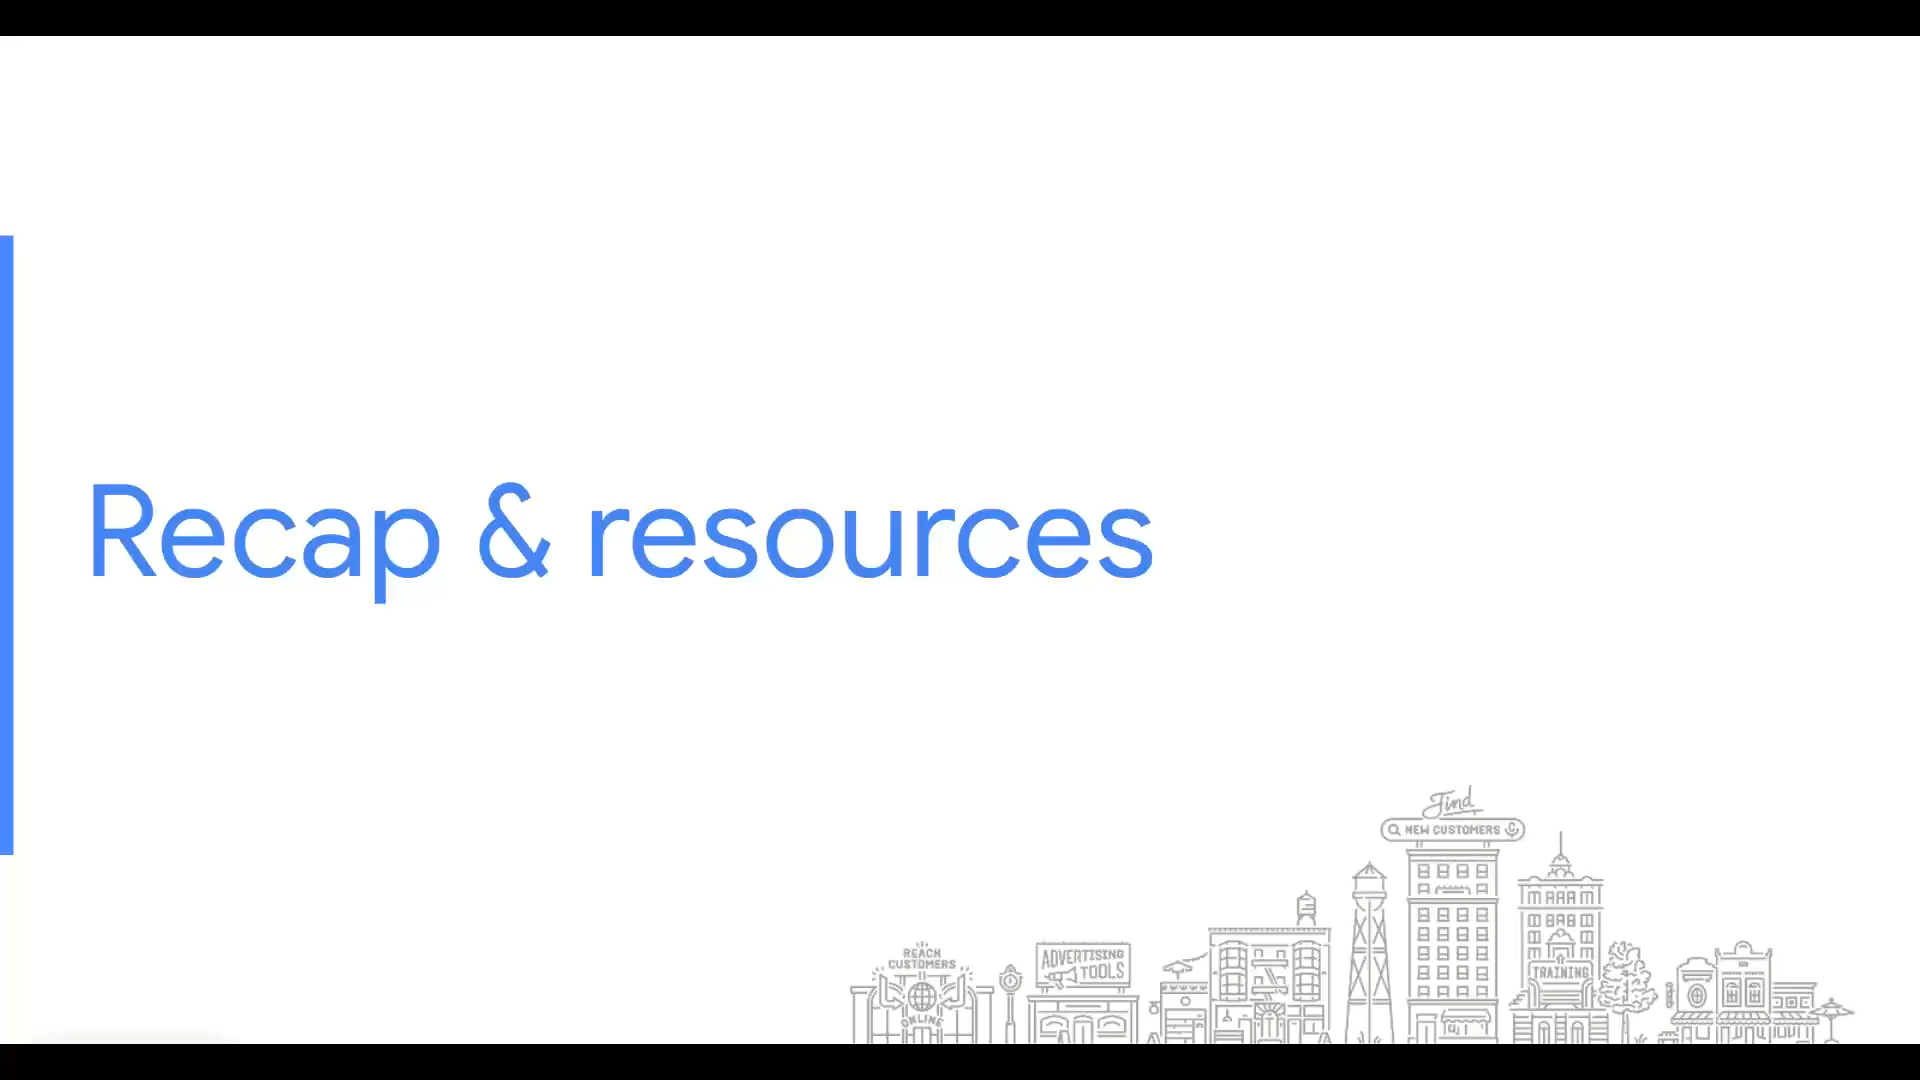 Recap & resources
Find
NEW CUSTOMERS
REACH
CUSTOMERS
ONLINE
ADVERTISING
TOOLS
TRAINING